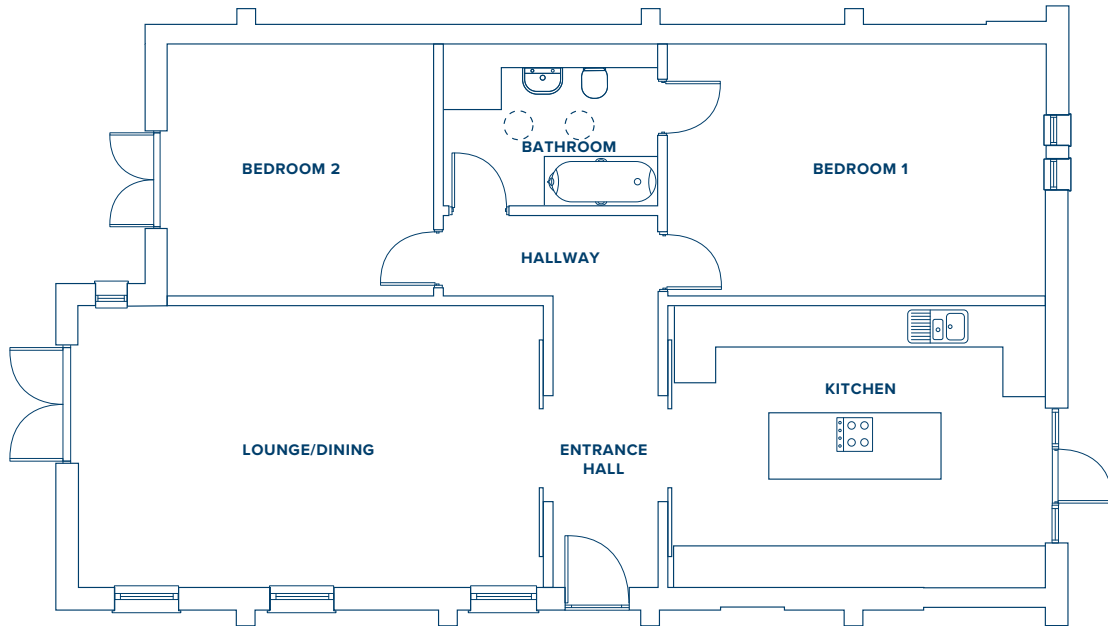 BATHROOM
BEDROOM 2
BEDROOM 1
HALLWAY
KITCHEN
LOUNGE/DINING
ENTRANCE
HALL